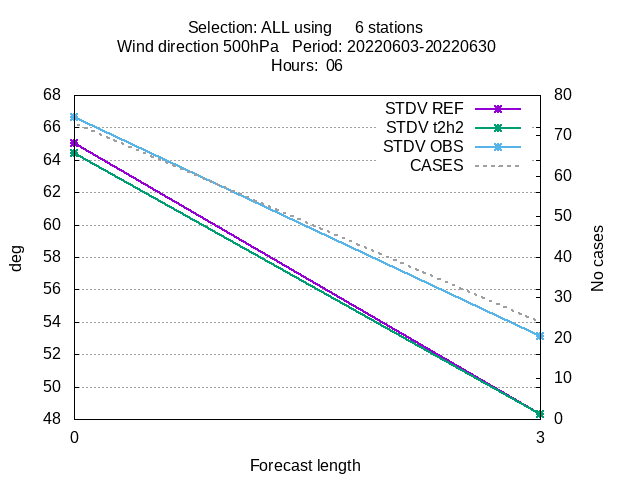 Selection: ALL using     6 stations
Wind direction 500hPa   Period: 20220603-20220630
Hours:  06
STDV REF
STDV t2h2
STDV OBS
CASES
68
66
64
62
60
58
56
54
52
50
48
80
70
60
50
40
30
20
10
0
deg
No cases
0
3
Forecast length